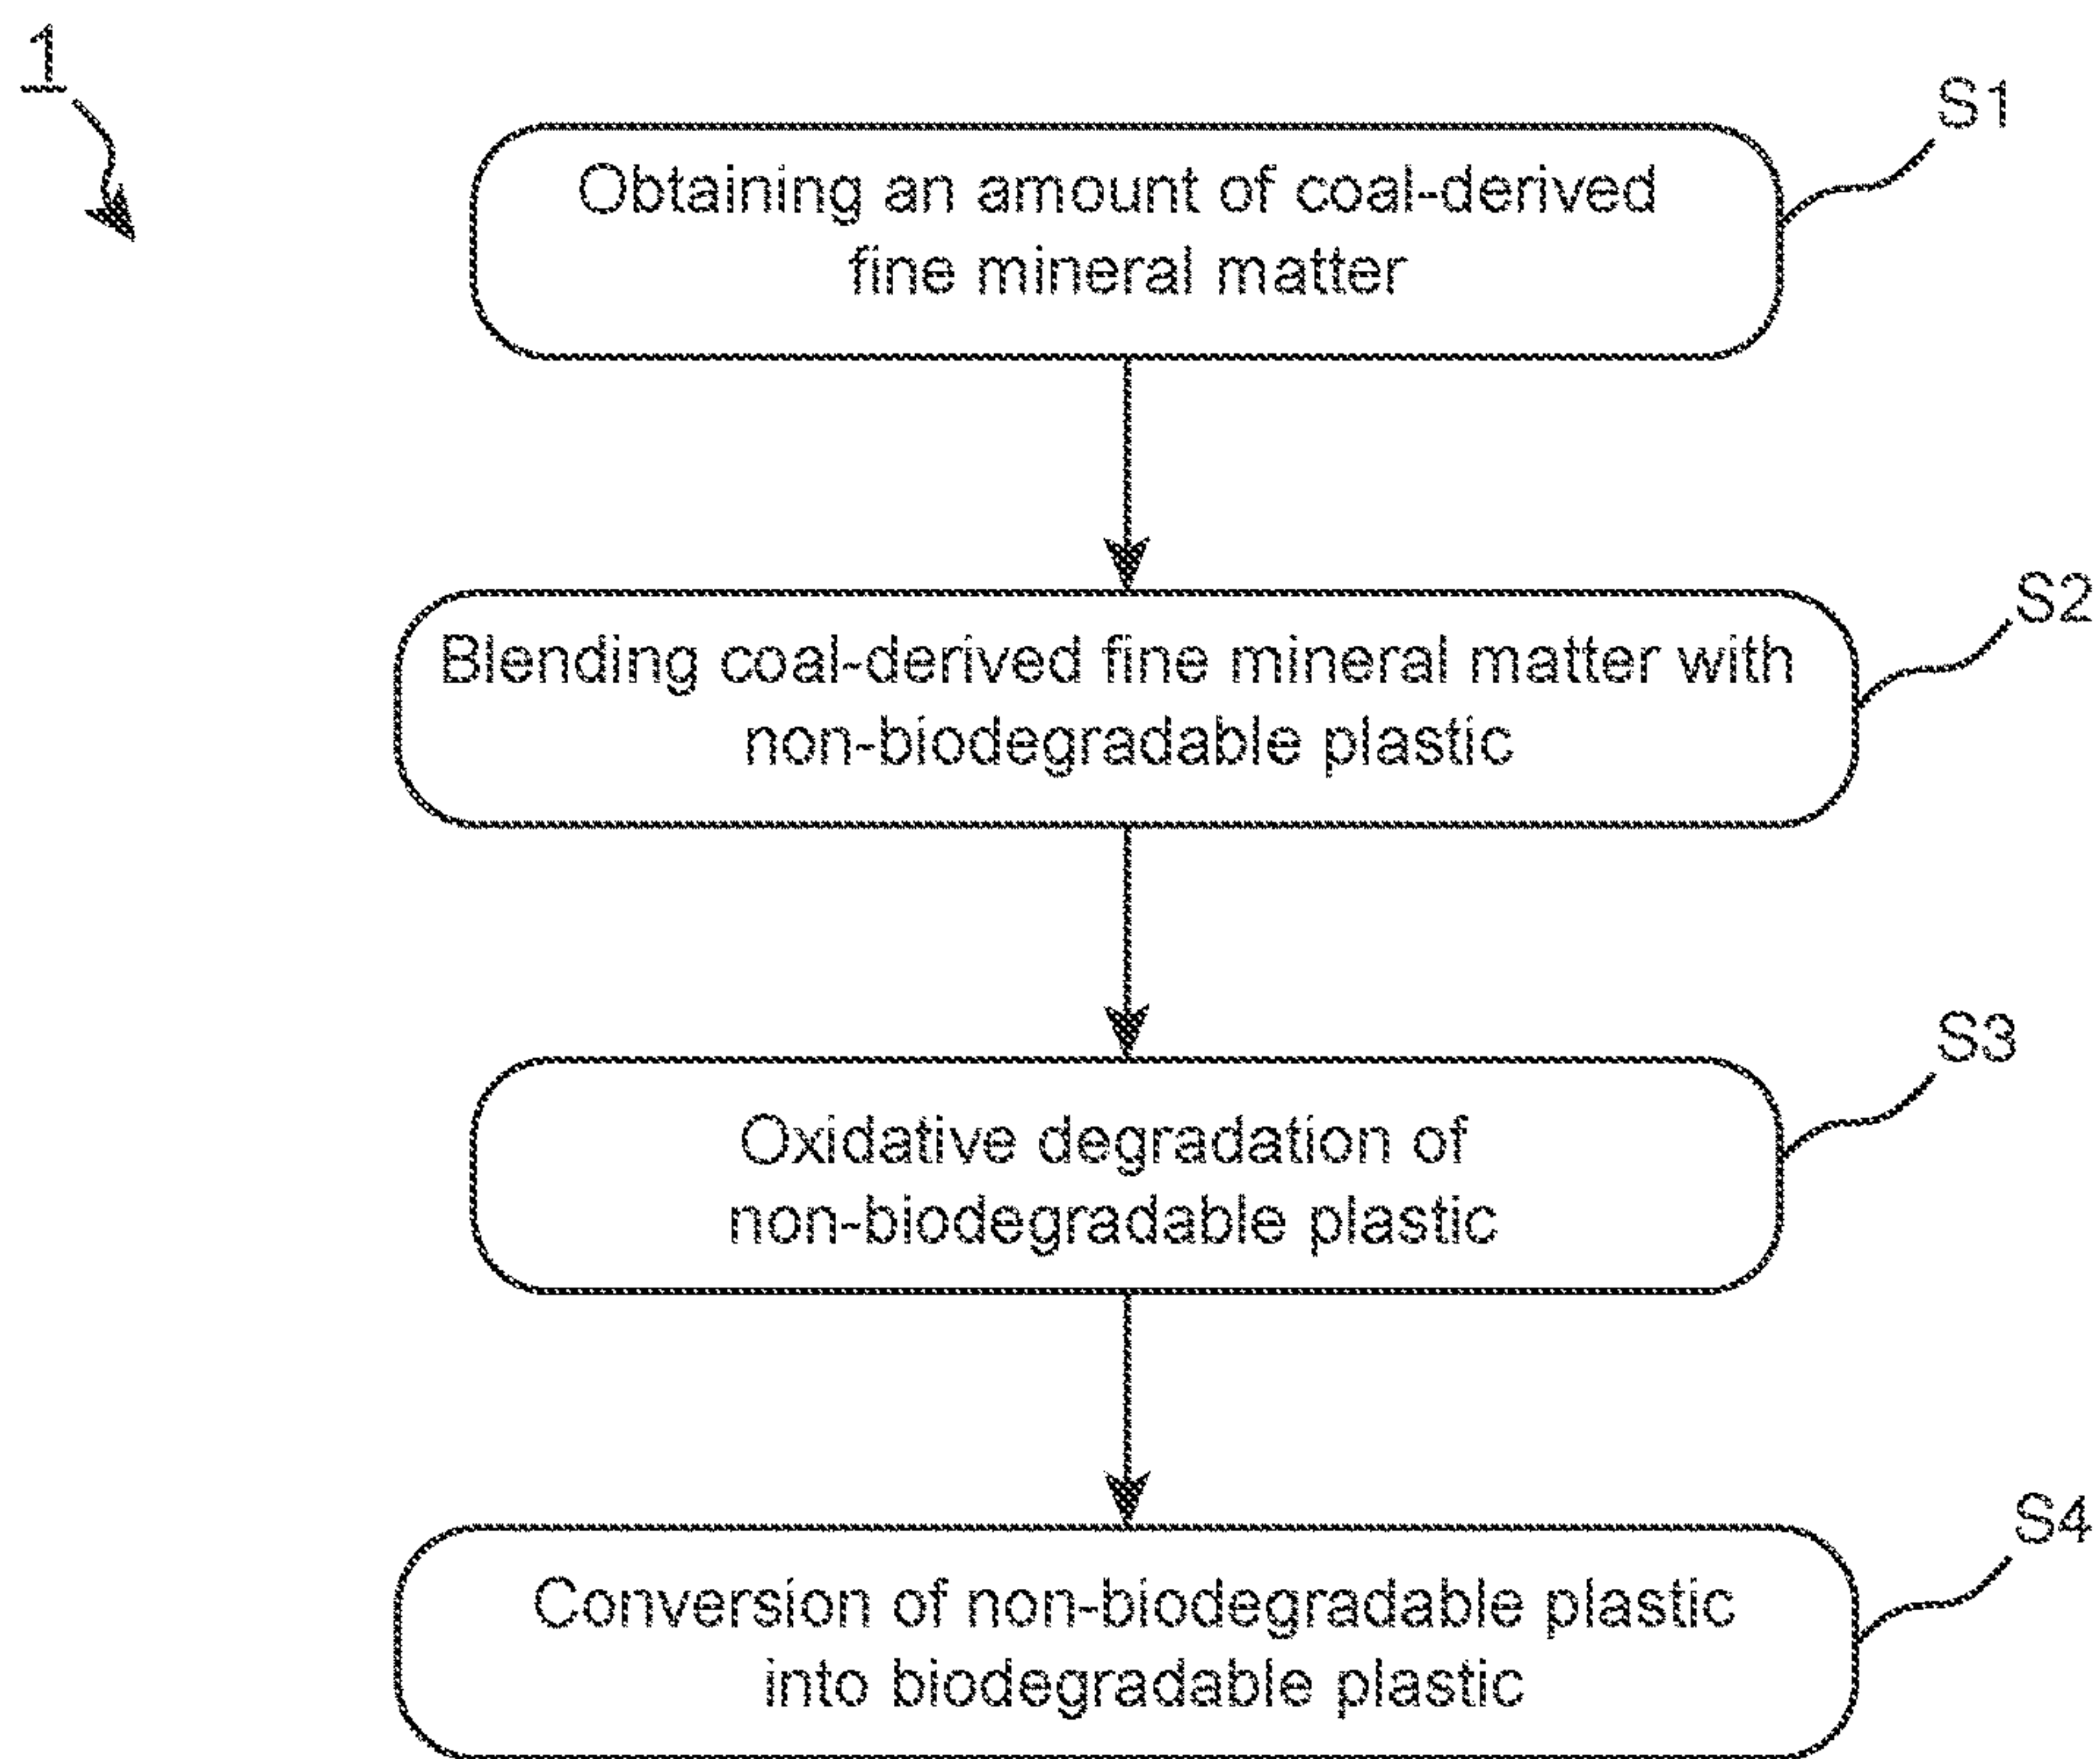 1
S1
Obtaining an amount of coal-derived
fine mineral matter
S2
Blending coal-derived fine mineral matter with
non-biodegradable plastic
S3
Oxidative degradation of
non-biodegradable plastic
S4
Conversion of non-biodegradable plastic
into biodegradable plastic